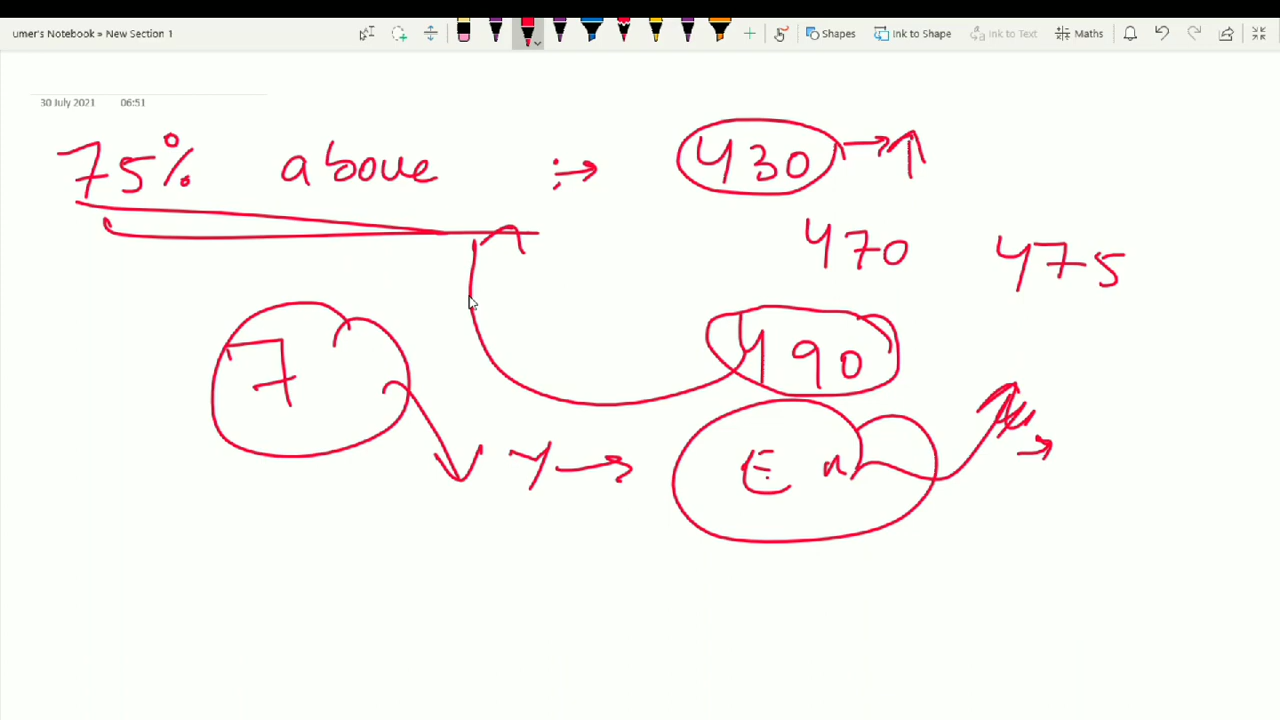 umer's Notebook » New Section 1
Shapes Ink to Shape Ink to Text Maths
30 July 2021 06:51
75% above :→ 430 → ↑
470 475
7 490
4 → E